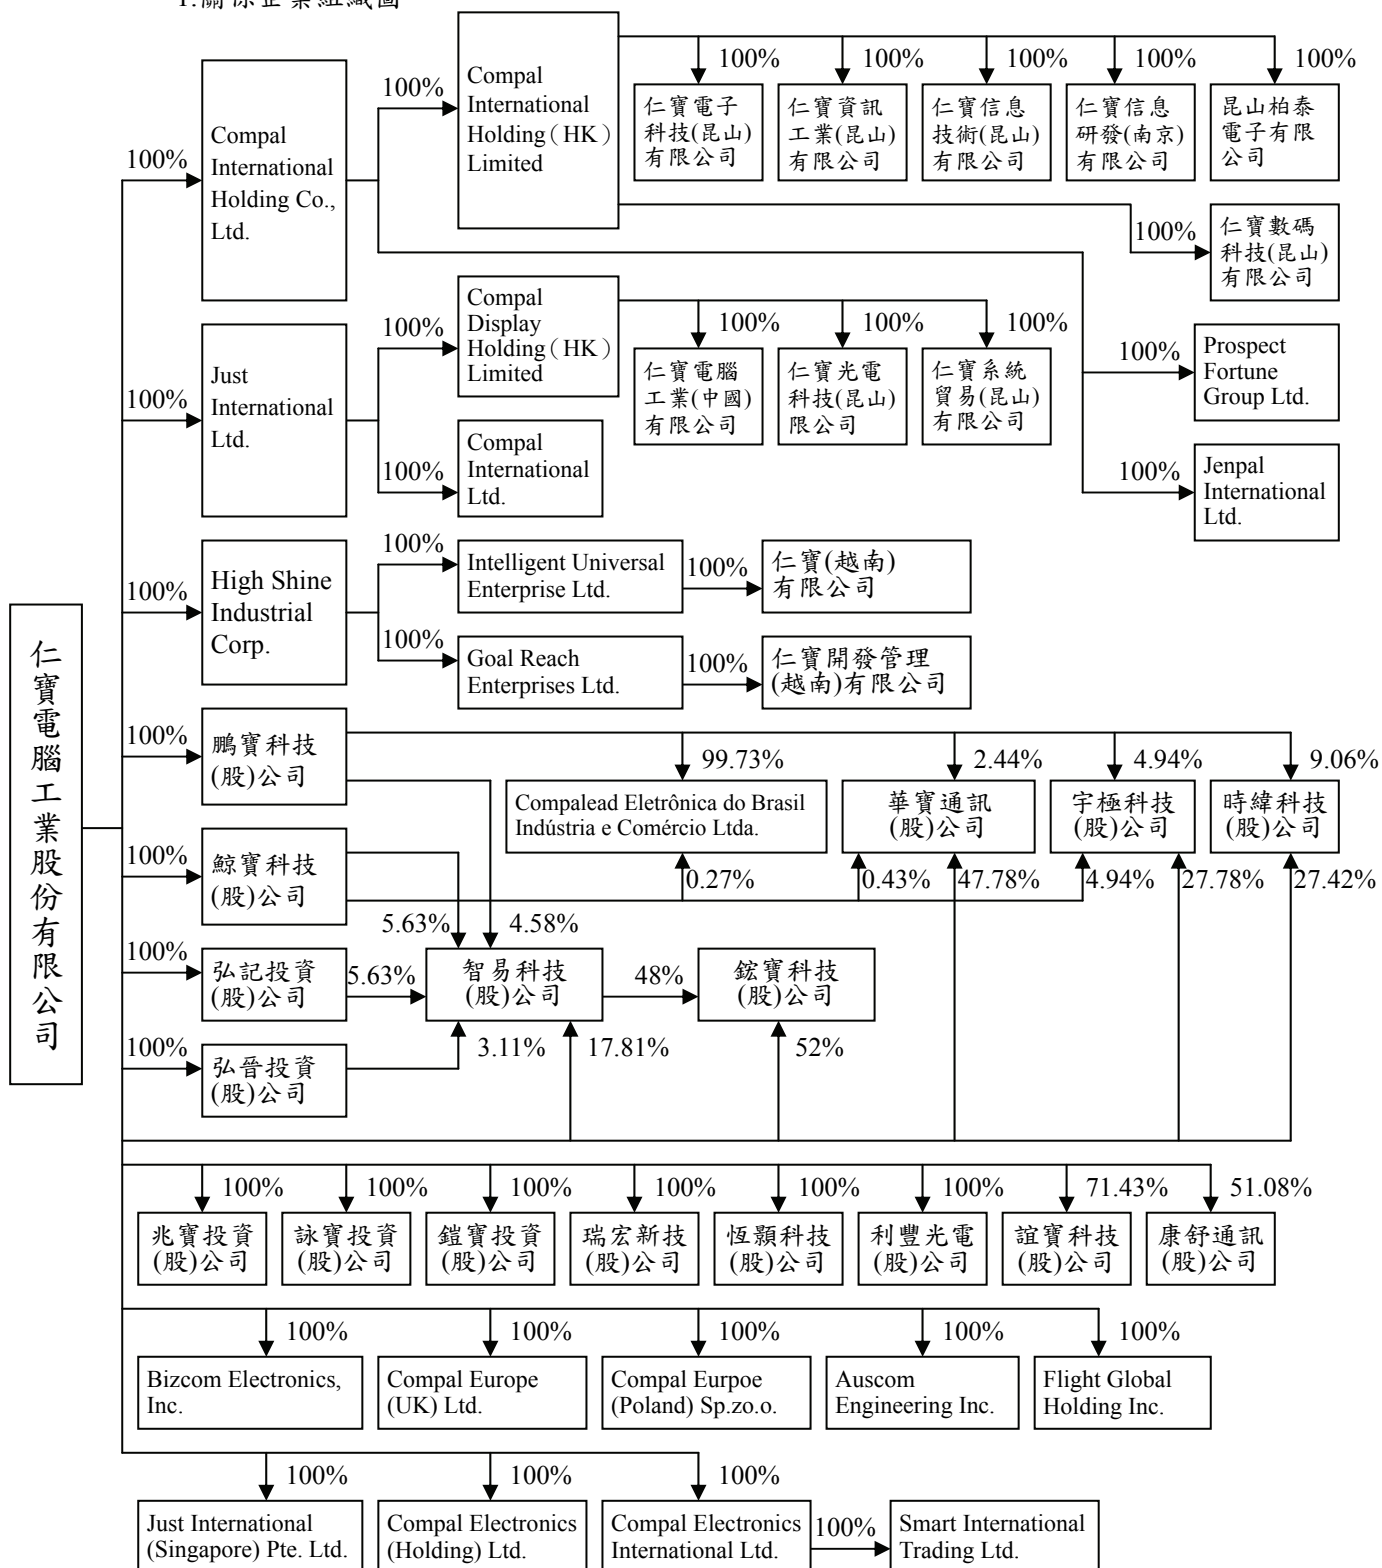 1.關係企業組織圖
100%
Compal
International
Holding Co.,
Ltd.
100%
Compal
International
Holding(HK)
Limited
100%
仁寶電子
科技(昆山)
有限公司
100%
仁寶資訊
工業(昆山)
有限公司
100%
仁寶信息
技術(昆山)
有限公司
100%
仁寶信息
研發(南京)
有限公司
100%
昆山柏泰
電子有限
公司
100%
仁寶數碼
科技(昆山)
有限公司
100%
Prospect
Fortune
Group Ltd.
100%
Jenpal
International
Ltd.
100%
Just
International
Ltd.
100%
Compal
Display
Holding(HK)
Limited
100%
仁寶電腦
工業(中國)
有限公司
100%
仁寶光電
科技(昆山)
限公司
100%
仁寶系統
貿易(昆山)
有限公司
100%
Compal
International
Ltd.
100%
High Shine
Industrial
Corp.
100%
Intelligent Universal
Enterprise Ltd.
100%
仁寶(越南)
有限公司
100%
Goal Reach
Enterprises Ltd.
100%
仁寶開發管理
(越南)有限公司
仁寶電腦工業股份有限公司
100%
鵬寶科技
(股)公司
99.73%
Compalead Eletrônica do Brasil
Indústria e Comércio Ltda.
2.44%
華寶通訊
(股)公司
4.94%
宇極科技
(股)公司
9.06%
時緯科技
(股)公司
100%
鯨寶科技
(股)公司
0.27%
0.43%
47.78%
4.94%
27.78%
27.42%
5.63%
4.58%
100%
弘記投資
(股)公司
5.63%
智易科技
(股)公司
48%
鋐寶科技
(股)公司
100%
弘晉投資
(股)公司
3.11%
17.81%
52%
100%
兆寶投資
(股)公司
100%
詠寶投資
(股)公司
100%
鎧寶投資
(股)公司
100%
瑞宏新技
(股)公司
100%
恆顥科技
(股)公司
100%
利豐光電
(股)公司
71.43%
誼寶科技
(股)公司
51.08%
康舒通訊
(股)公司
100%
Bizcom Electronics,
Inc.
100%
Compal Europe
(UK) Ltd.
100%
Compal Eurpoe
(Poland) Sp.zo.o.
100%
Auscom
Engineering Inc.
100%
Flight Global
Holding Inc.
100%
Just International
(Singapore) Pte. Ltd.
100%
Compal Electronics
(Holding) Ltd.
100%
Compal Electronics
International Ltd.
100%
Smart International
Trading Ltd.